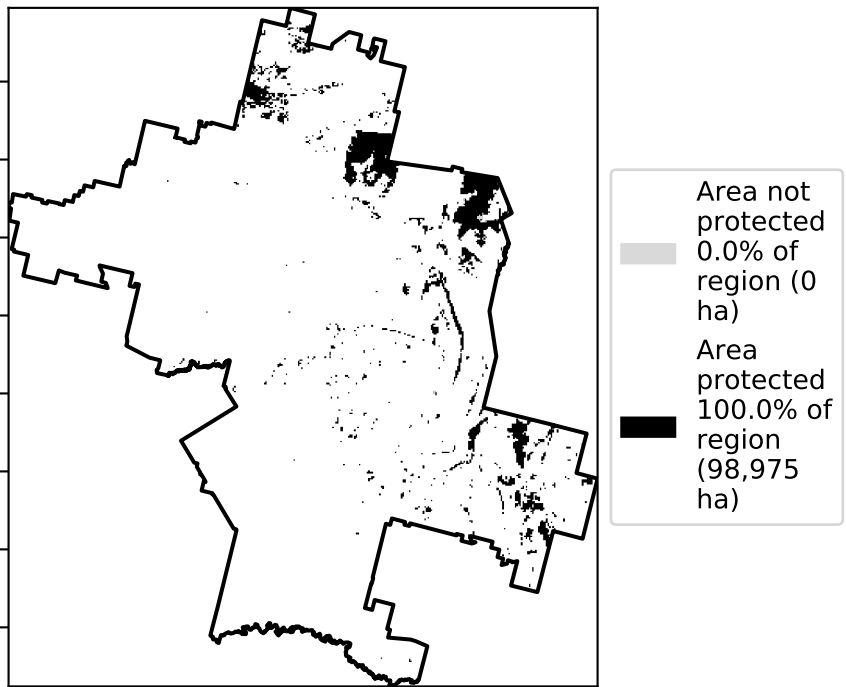 Area not
protected
0.0% of
region (0
ha)
Area
protected
100.0% of
region
(98,975
ha)